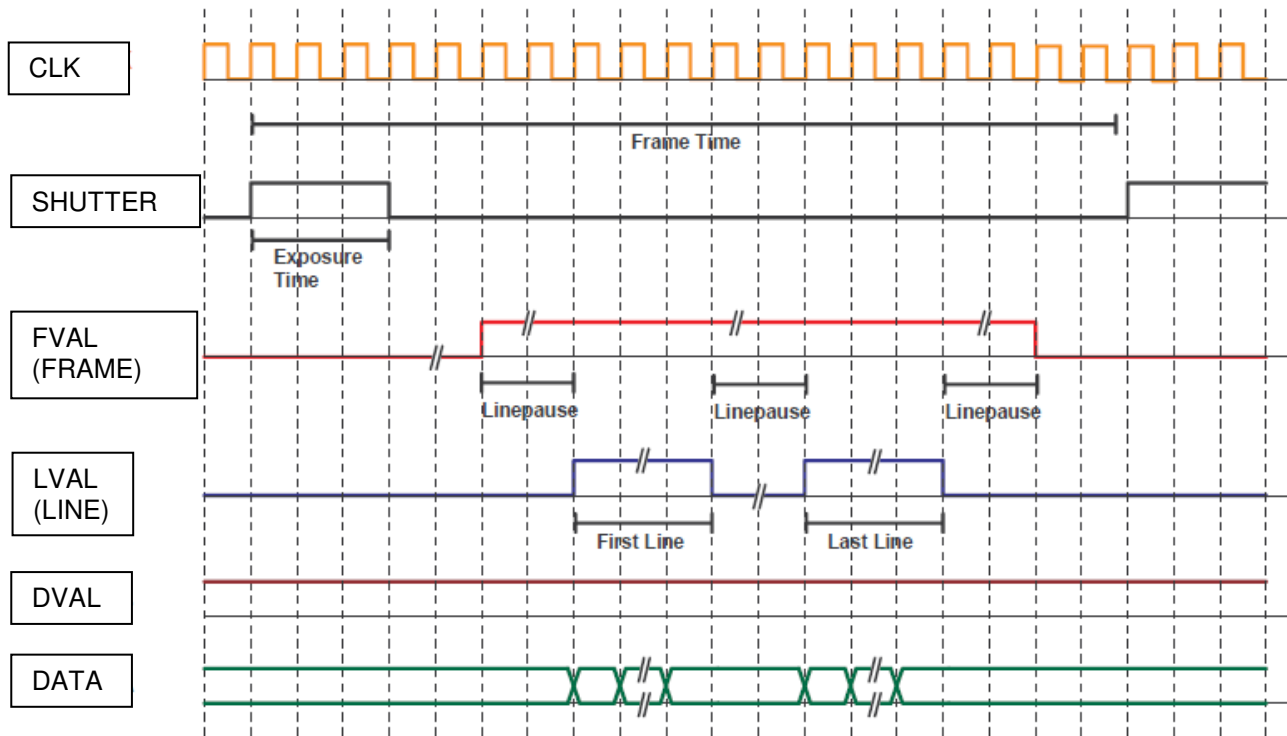 CLK
Frame Time
SHUTTER
Exposure
Time
FVAL
(FRAME)
Linepause
Linepause
Linepause
LVAL
(LINE)
First Line
Last Line
DVAL
DATA